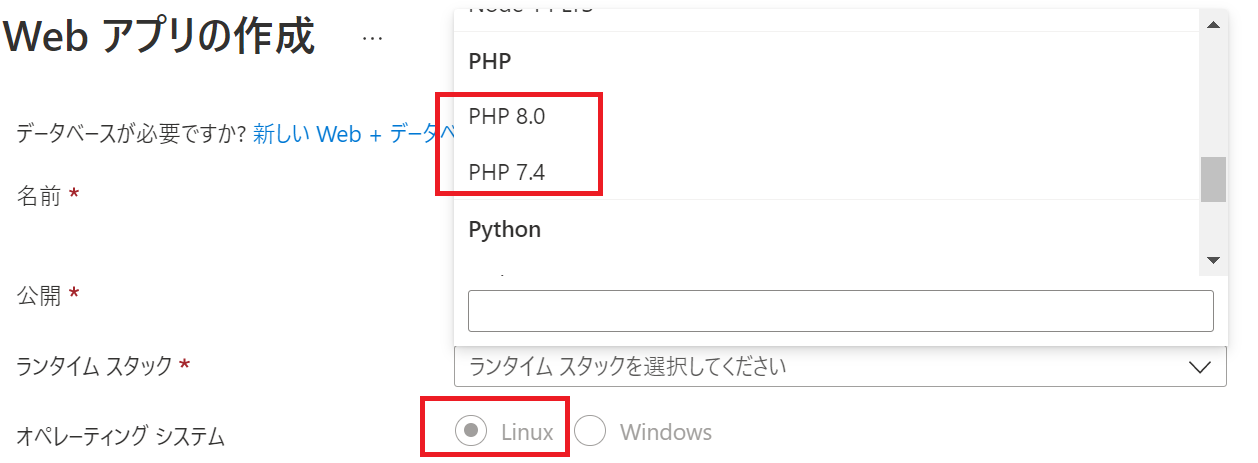 Web アプリの作成 ...
データベースが必要ですか? 新しい Web + データベ
名前 *
公開 *
ランタイム スタック *
オペレーティング システム
Node 14 LTS
PHP
PHP 8.0
PHP 7.4
Python
ランタイム スタックを選択してください
Linux
Windows